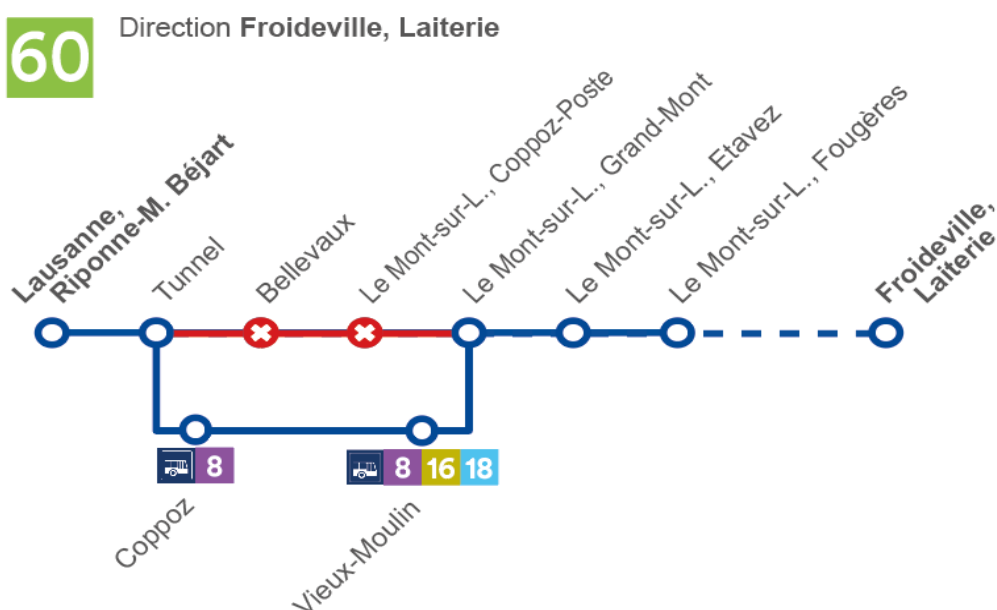 60
Direction Froideville, Laiterie
Lausanne,
Riponne-M. Béjart
Tunnel
Bellevaux
Le Mont-sur-L., Coppoz-Poste
Le Mont-sur-L., Grand-Mont
Le Mont-sur-L., Etavez
Le Mont-sur-L., Fougères
Froideville,
Laiterie
8
8 16 18
Coppoz
Vieux-Moulin